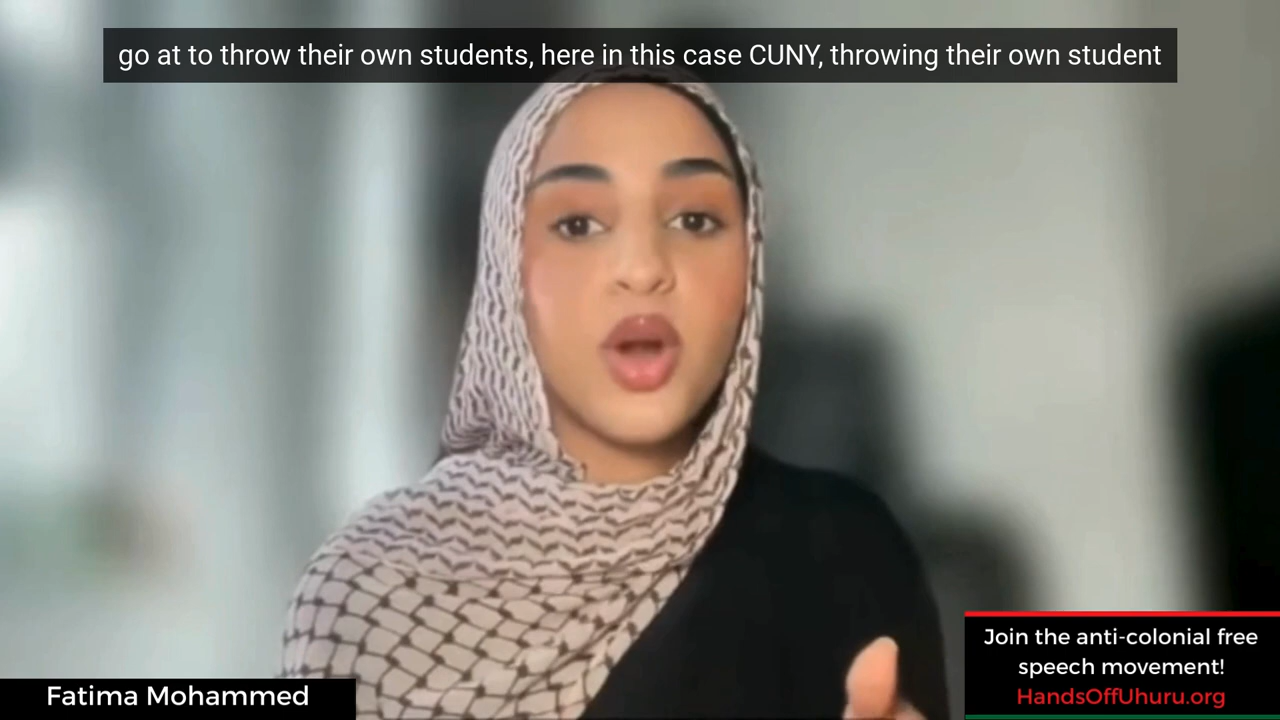 go at to throw their own students, here in this case CUNY, throwing their own student
Fatima Mohammed
Join the anti-colonial free
speech movement!
HandsOffUhuru.org